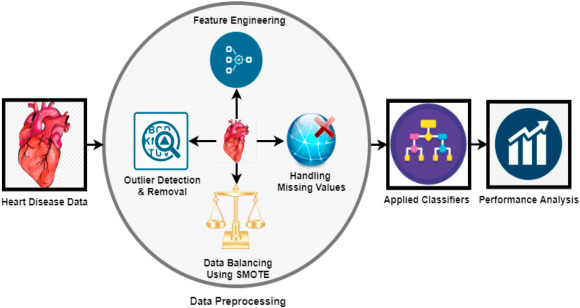 Feature Engineering
BCD
Outlier Detection
& Removal
Handling
Missing Values
Heart Disease Data
Applied Classifiers
Performance Analysis
Data Balancing
Using SMOTE
Data Preprocessing